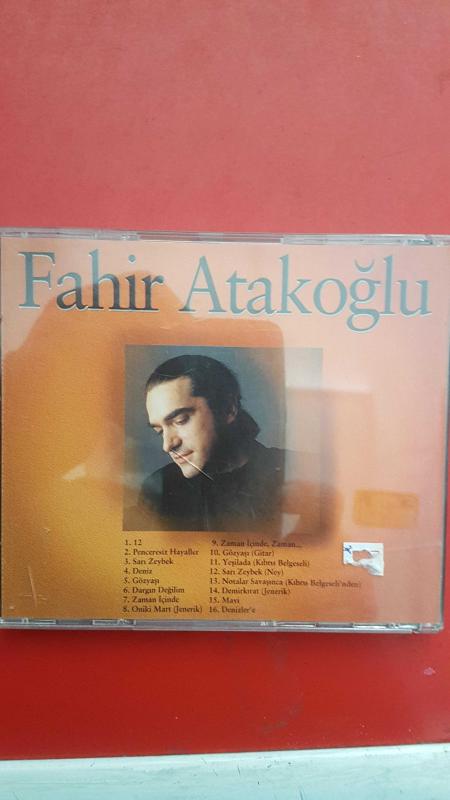 Fahir Atakoğlu
1. 12
2. Penceresiz Hayaller
3. Sarı Zeybek
4. Deniz
5. Gözyaşı
6. Dargın Değilim
7. Zaman İçinde
8. Oniki Mart (Jenerik)
9. Zaman İçinde, Zaman...
10. Gözyaşı (Gitar)
11. Yeşilada (Kıbrıs Belgeseli)
12. Sarı Zeybek (Ney)
13. Notalar Savaşınca (Kıbrıs Belgeseli'nden)
14. Demirkırat (Jenerik)
15. Mavi
16. Denizler'e